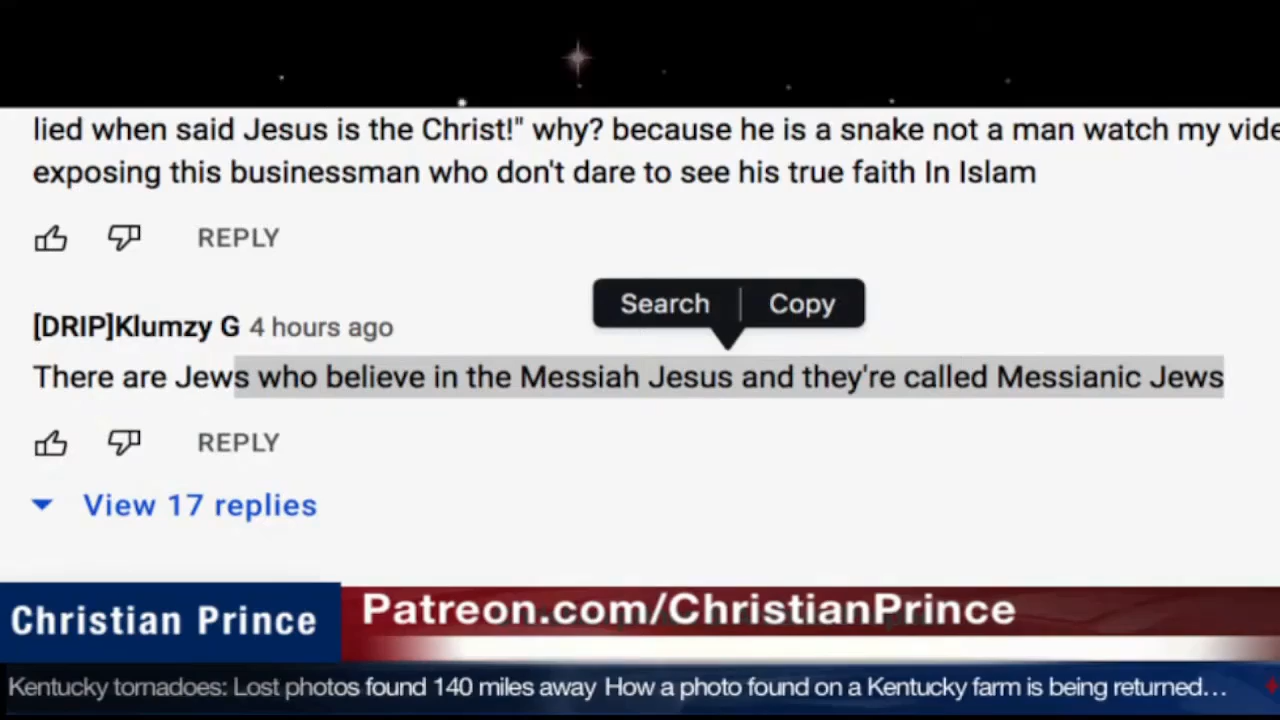 lied when said Jesus is the Christ!" why? because he is a snake not a man watch my vide
exposing this businessman who don't dare to see his true faith In Islam
REPLY
Search Copy
[DRIP]Klumzy G 4 hours ago
There are Jews who believe in the Messiah Jesus and they're called Messianic Jews
REPLY
View 17 replies
Christian Prince
Patreon.com/ChristianPrince
Kentucky tornadoes: Lost photos found 140 miles away How a photo found on a Kentucky farm is being returned…